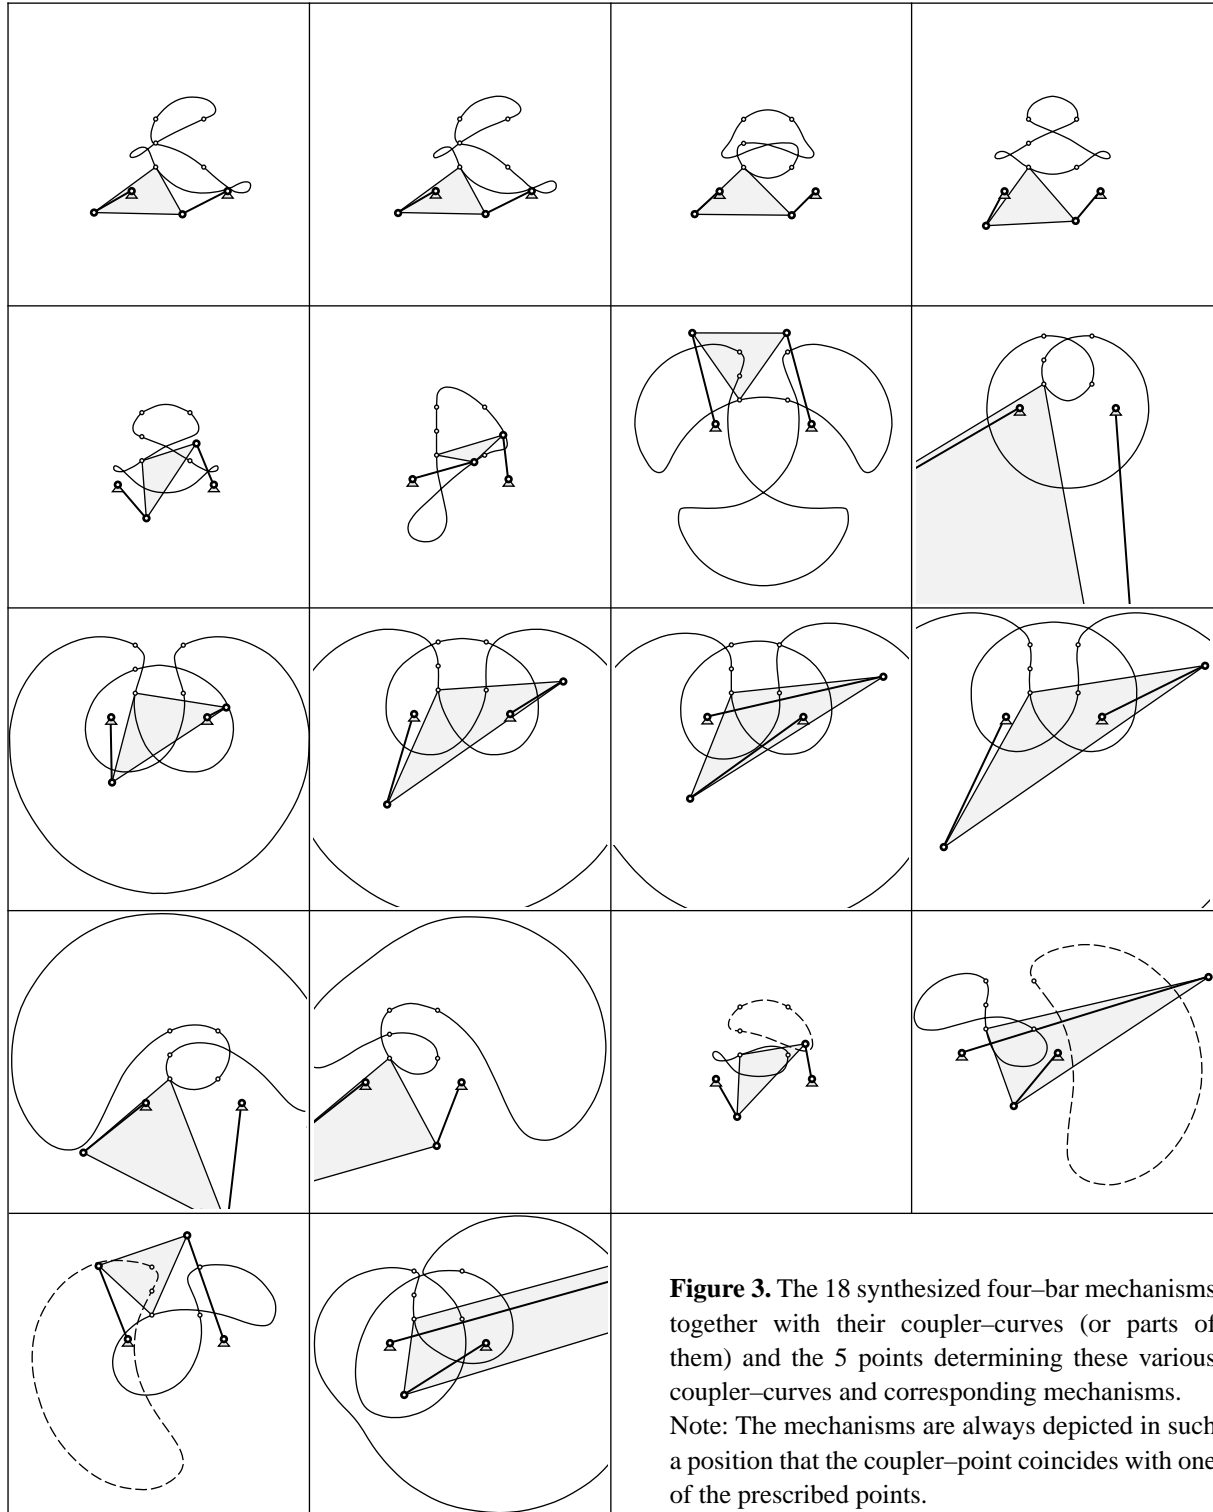 Figure 3. The 18 synthesized four–bar mechanisms
together with their coupler–curves (or parts of
them) and the 5 points determining these various
coupler–curves and corresponding mechanisms.
Note: The mechanisms are always depicted in such
a position that the coupler–point coincides with one
of the prescribed points.